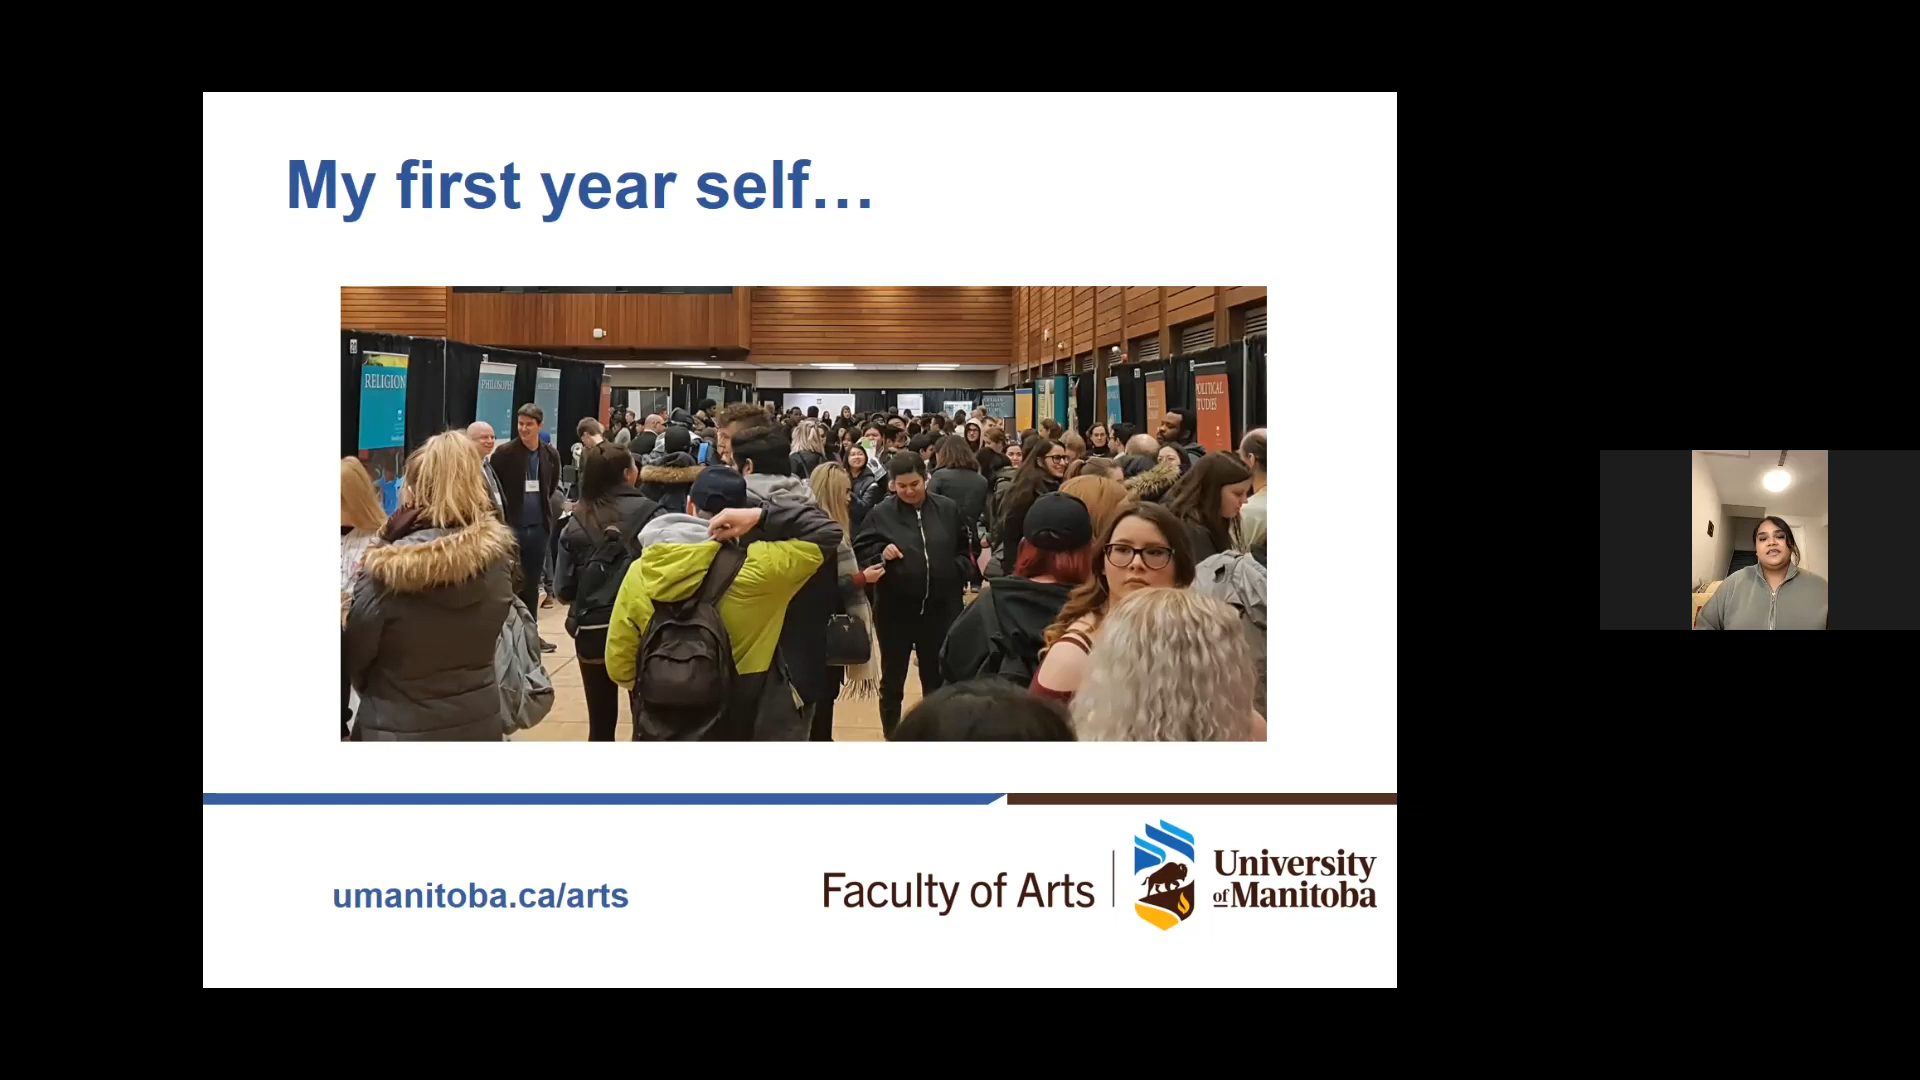 My first year self…
RELIGION
PHILOSOPHY
POLITICAL
STUDIES
umanitoba.ca/arts
Faculty of Arts
University
of Manitoba